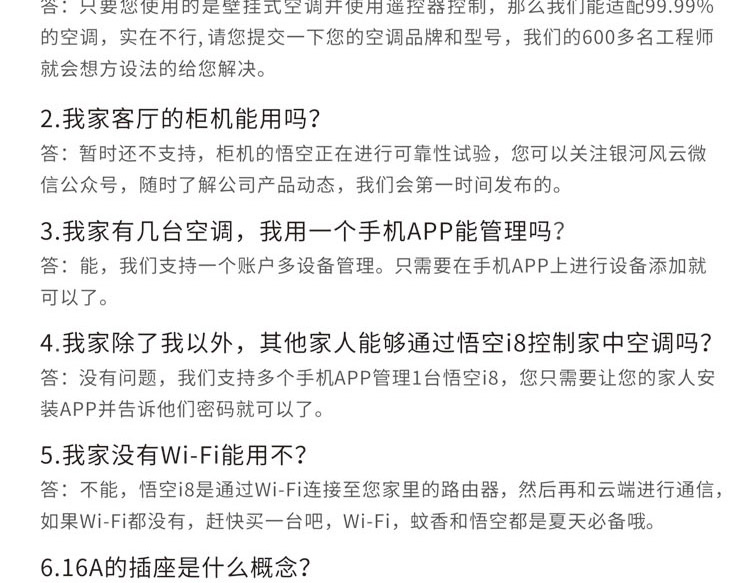 答：只要您使用的是壁挂式空调并使用遥控器控制，那么我们能适配99.99%
的空调，实在不行,请您提交一下您的空调品牌和型号，我们的600多名工程师
就会想方设法的给您解决。
2.我家客厅的柜机能用吗？
答：暂时还不支持，柜机的悟空正在进行可靠性试验，您可以关注银河风云微
信公众号，随时了解公司产品动态，我们会第一时间发布的。
3.我家有几台空调，我用一个手机APP能管理吗？
答：能，我们支持一个账户多设备管理。只需要在手机APP上进行设备添加就
可以了。
4.我家除了我以外，其他家人能够通过悟空i8控制家中空调吗？
答：没有问题，我们支持多个手机APP管理1台悟空i8，您只需要让您的家人安
装APP并告诉他们密码就可以了。
5.我家没有Wi-Fi能用不？
答：不能，悟空i8是通过Wi-Fi连接至您家里的路由器，然后再和云端进行通信，
如果Wi-Fi都没有，赶快买一台吧，Wi-Fi，蚊香和悟空都是夏天必备哦。
6.16A的插座是什么概念？